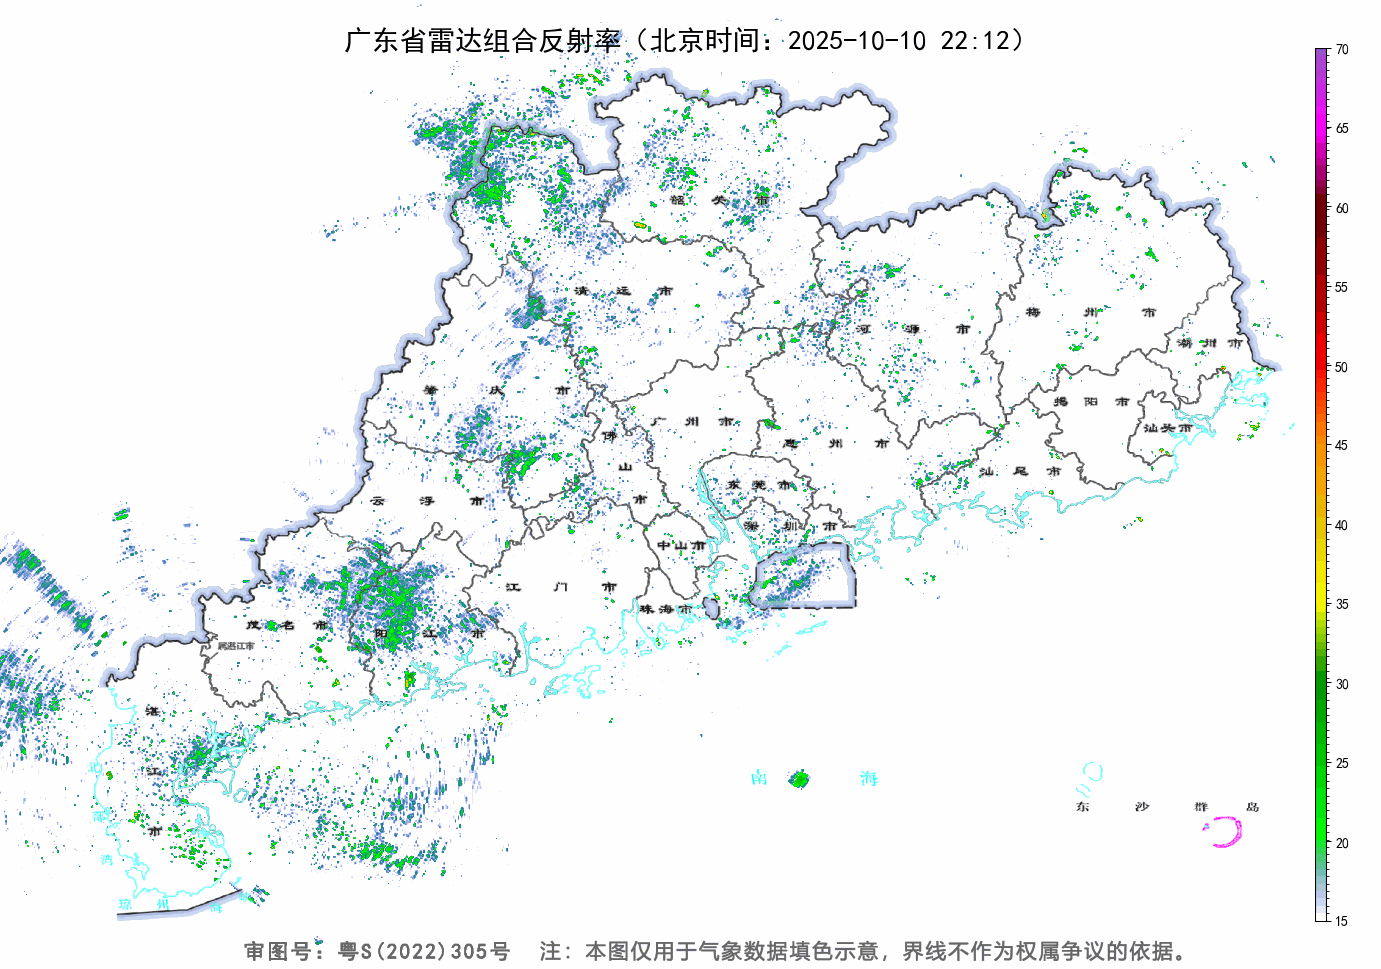 广东省雷达组合反射率（北京时间：2025-10-10 22:12）
70
65
60
55
50
45
40
35
30
25
20
15
韶关市
清远市
河源市
梅州市
潮州市
肇庆市
广州市
佛山市
惠州市
揭阳市
汕头市
汕尾市
东莞市
云浮市
深圳市
中山市
江门市
珠海市
茂名市
阳江市
属湛江市
湛江市
南海
东沙群岛
北部湾
琼州海峡
审图号：粤S(2022)305号 注：本图仅用于气象数据填色示意，界线不作为权属争议的依据。